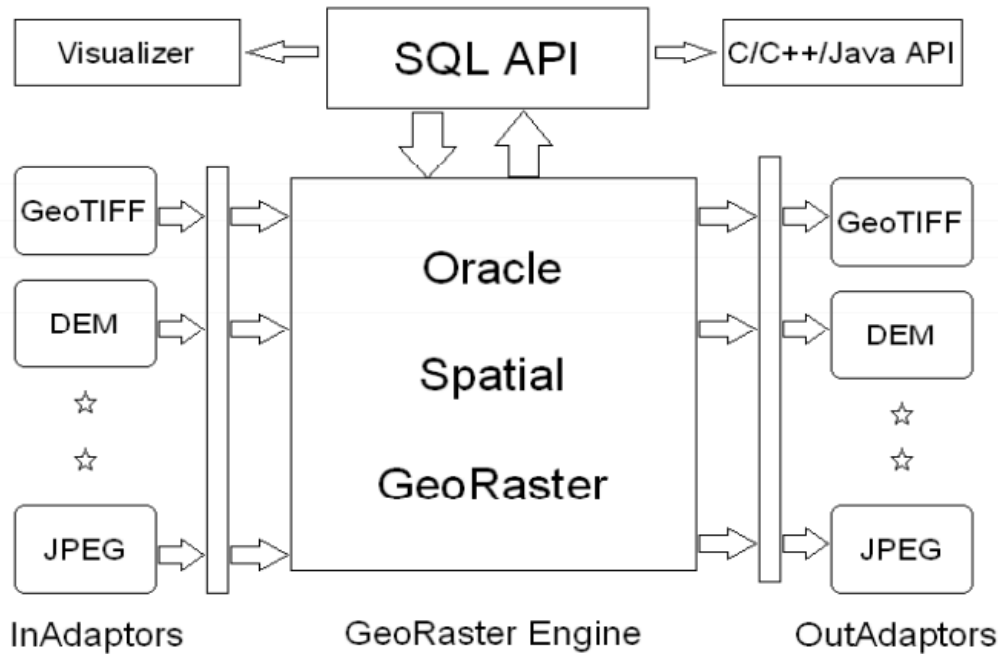 Visualizer
SQL API
C/C++/Java API
GeoTIFF
DEM
JPEG
InAdaptors
Oracle
Spatial
GeoRaster
GeoRaster Engine
GeoTIFF
DEM
JPEG
OutAdaptors